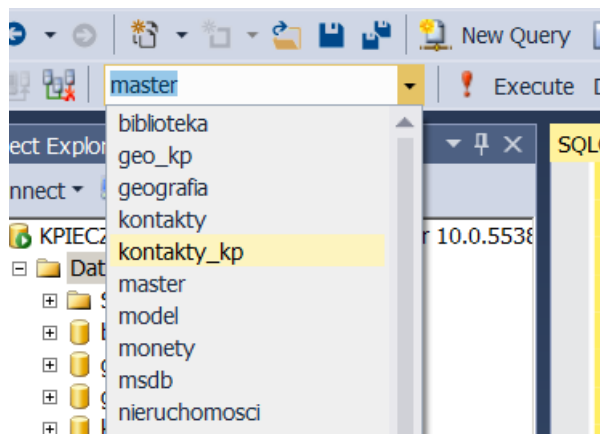 New Query
master
Execute
biblioteka
geo_kp
geografia
kontakty
kontakty_kp
master
model
monety
msdb
nieruchomosci
ect Explor
SQL
nnect
KPIECZ
r 10.0.5538
Dat